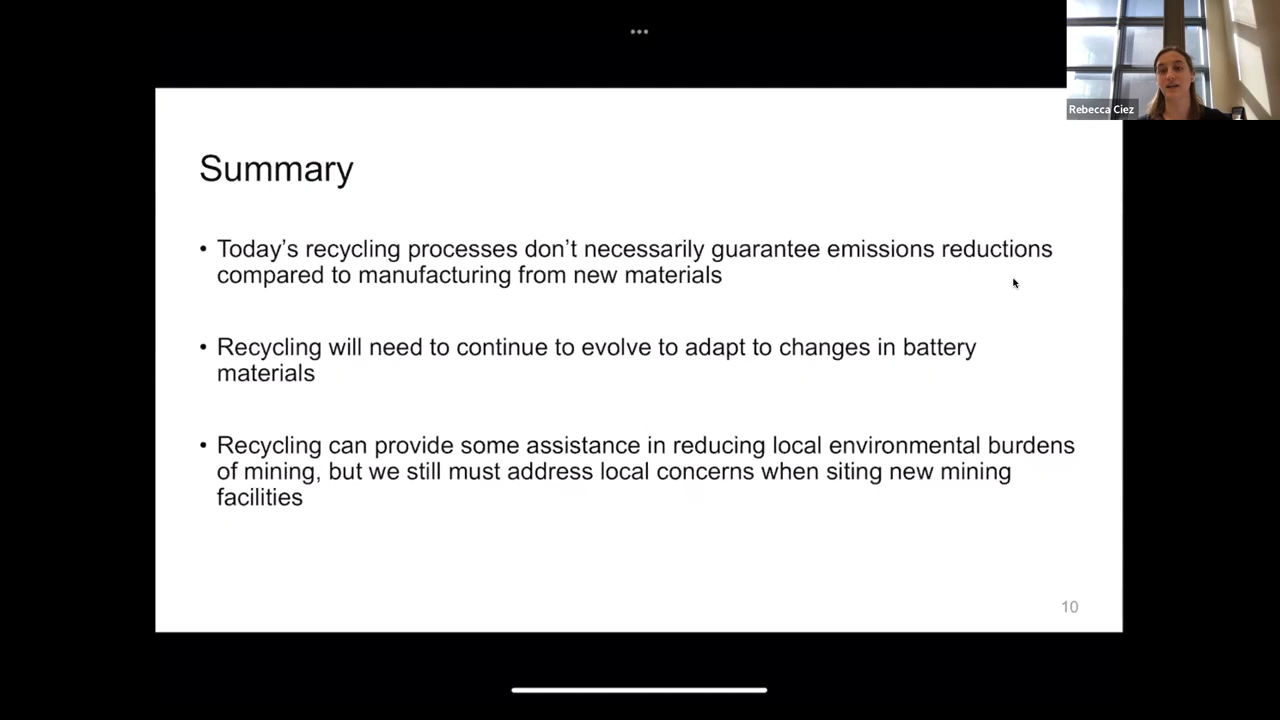 Rebecca Ciez
Summary
• Today’s recycling processes don’t necessarily guarantee emissions reductions
compared to manufacturing from new materials
• Recycling will need to continue to evolve to adapt to changes in battery
materials
• Recycling can provide some assistance in reducing local environmental burdens
of mining, but we still must address local concerns when siting new mining
facilities
10